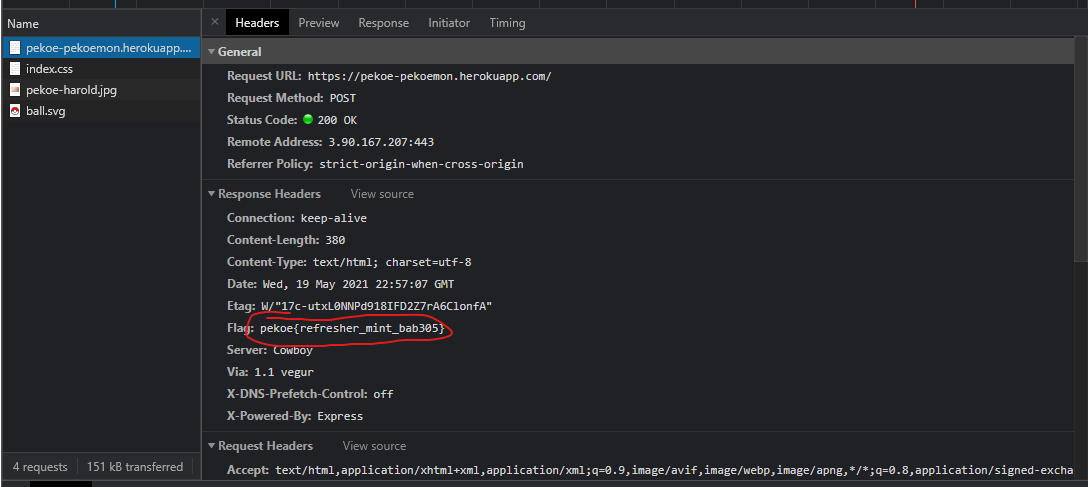 Name
pekoe-pekoemon.herokuapp....
index.css
pekoe-harold.jpg
ball.svg
4 requests 151 kB transferred
× Headers Preview Response Initiator Timing
General
Request URL: https://pekoe-pekoemon.herokuapp.com/
Request Method: POST
Status Code: 200 OK
Remote Address: 3.90.167.207:443
Referrer Policy: strict-origin-when-cross-origin
Response Headers View source
Connection: keep-alive
Content-Length: 380
Content-Type: text/html; charset=utf-8
Date: Wed, 19 May 2021 22:57:07 GMT
Etag: W/"17c-utxL0NNPd918IFD2Z7rA6ClonfA"
Flag: pekoe{refresher_mint_bab305}
Server: Cowboy
Via: 1.1 vegur
X-DNS-Prefetch-Control: off
X-Powered-By: Express
Request Headers View source
Accept: text/html,application/xhtml+xml,application/xml;q=0.9,image/avif,image/webp,image/apng,*/*;q=0.8,application/signed-excha